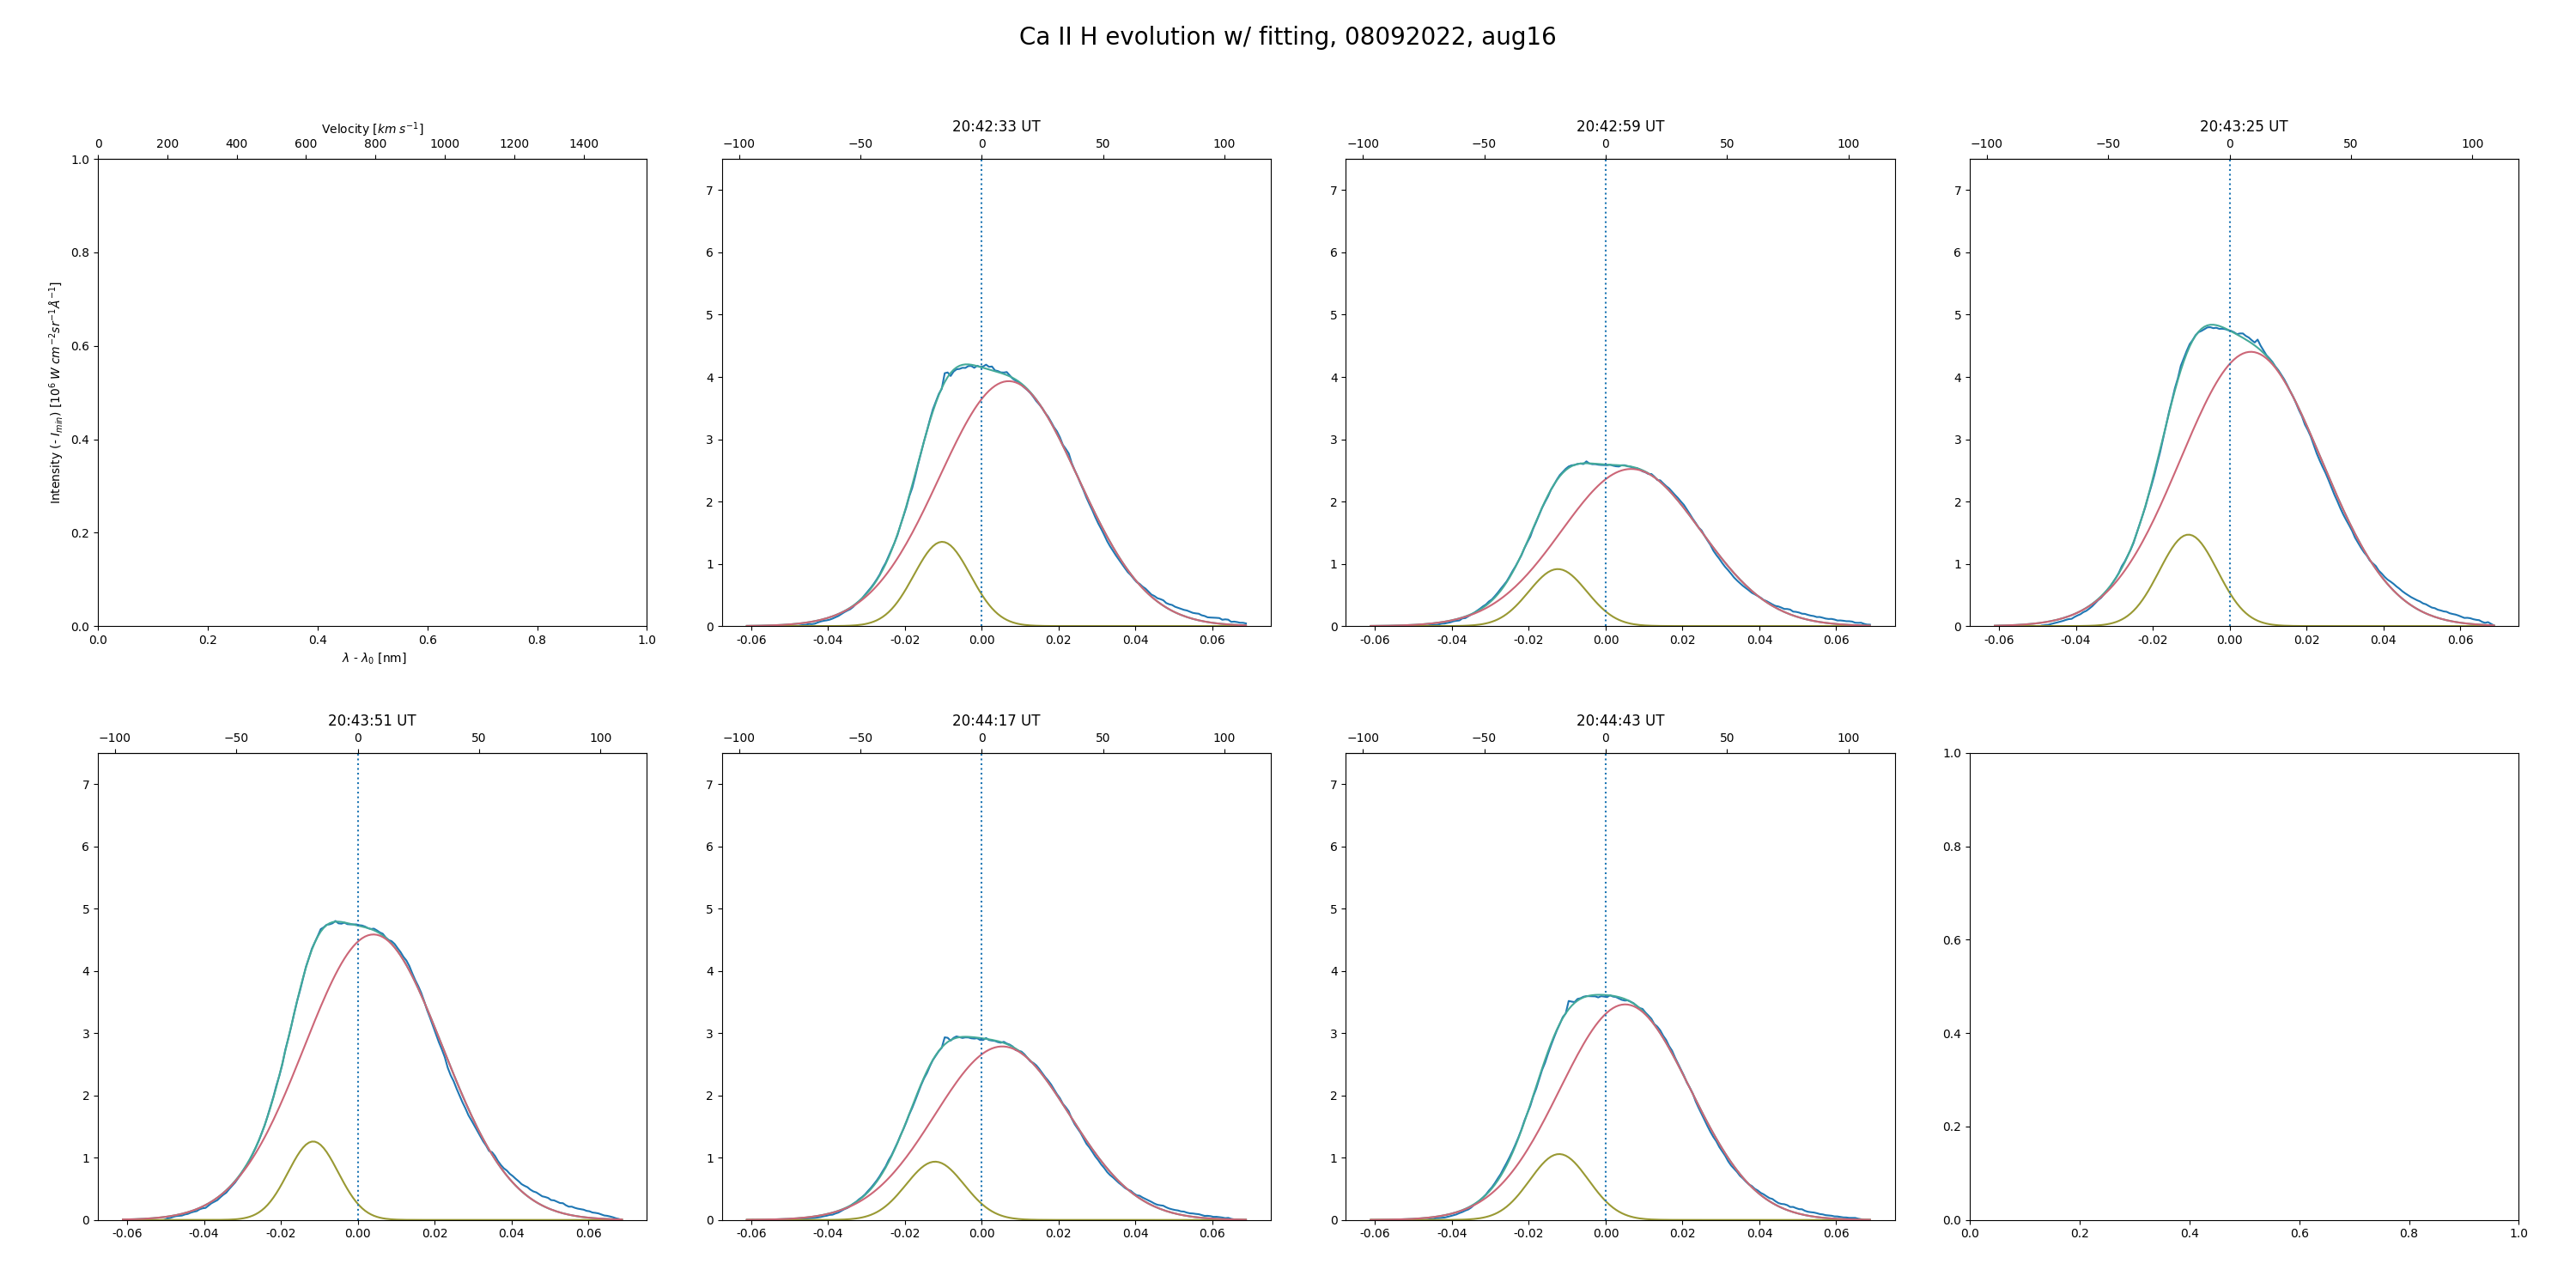 Ca II H evolution w/ fitting, 08092022, aug16
Velocity [km s⁻¹]
0 200 400 600 800 1000 1200 1400
1.0
0.8
0.6
0.4
0.2
0.0
Intensity (- I_min) [10⁶ W cm⁻²sr⁻¹Å⁻¹]
0.0 0.2 0.4 0.6 0.8 1.0
λ - λ₀ [nm]
20:42:33 UT
−100 −50 0 50 100
7
6
5
4
3
2
1
0
-0.06 -0.04 -0.02 0.00 0.02 0.04 0.06
20:42:59 UT
−100 −50 0 50 100
7
6
5
4
3
2
1
0
-0.06 -0.04 -0.02 0.00 0.02 0.04 0.06
20:43:25 UT
−100 −50 0 50 100
7
6
5
4
3
2
1
0
-0.06 -0.04 -0.02 0.00 0.02 0.04 0.06
20:43:51 UT
−100 −50 0 50 100
7
6
5
4
3
2
1
0
-0.06 -0.04 -0.02 0.00 0.02 0.04 0.06
20:44:17 UT
−100 −50 0 50 100
7
6
5
4
3
2
1
0
-0.06 -0.04 -0.02 0.00 0.02 0.04 0.06
20:44:43 UT
−100 −50 0 50 100
7
6
5
4
3
2
1
0
-0.06 -0.04 -0.02 0.00 0.02 0.04 0.06
1.0
0.8
0.6
0.4
0.2
0.0
0.0 0.2 0.4 0.6 0.8 1.0